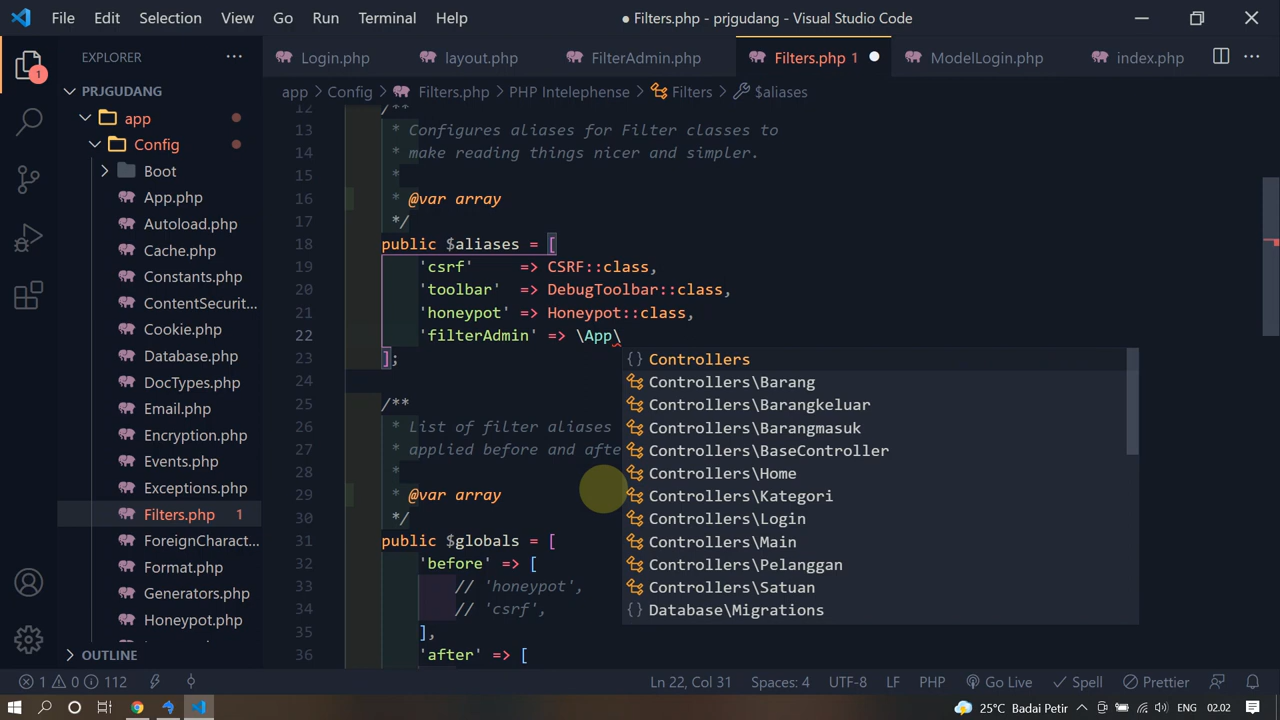 File Edit Selection View Go Run Terminal Help ● Filters.php - prjgudang - Visual Studio Code
EXPLORER ···
Login.php layout.php FilterAdmin.php Filters.php 1 ModelLogin.php index.php ···
app > Config > Filters.php > PHP Intelephense > Filters > $aliases
1
PRJGUDANG
app
Config
Boot
App.php
Autoload.php
Cache.php
Constants.php
ContentSecurit...
Cookie.php
Database.php
DocTypes.php
Email.php
Encryption.php
Events.php
Exceptions.php
Filters.php 1
ForeignCharact...
Format.php
Generators.php
Honeypot.php
OUTLINE
12 /**
13 * Configures aliases for Filter classes to
14 * make reading things nicer and simpler.
15 *
16 * @var array
17 */
18 public $aliases = [
19 'csrf' => CSRF::class,
20 'toolbar' => DebugToolbar::class,
21 'honeypot' => Honeypot::class,
22 'filterAdmin' => \App\
23 ];
24
25 /**
26 * List of filter aliases
27 * applied before and afte
28 *
29 * @var array
30 */
31 public $globals = [
32 'before' => [
33 // 'honeypot',
34 // 'csrf',
35 ],
36 'after' => [
{} Controllers
Controllers\Barang
Controllers\Barangkeluar
Controllers\Barangmasuk
Controllers\BaseController
Controllers\Home
Controllers\Kategori
Controllers\Login
Controllers\Main
Controllers\Pelanggan
Controllers\Satuan
{} Database\Migrations
1 0 112 Ln 22, Col 31 Spaces: 4 UTF-8 LF PHP Go Live Spell Prettier
25°C Badai Petir ENG 02.02